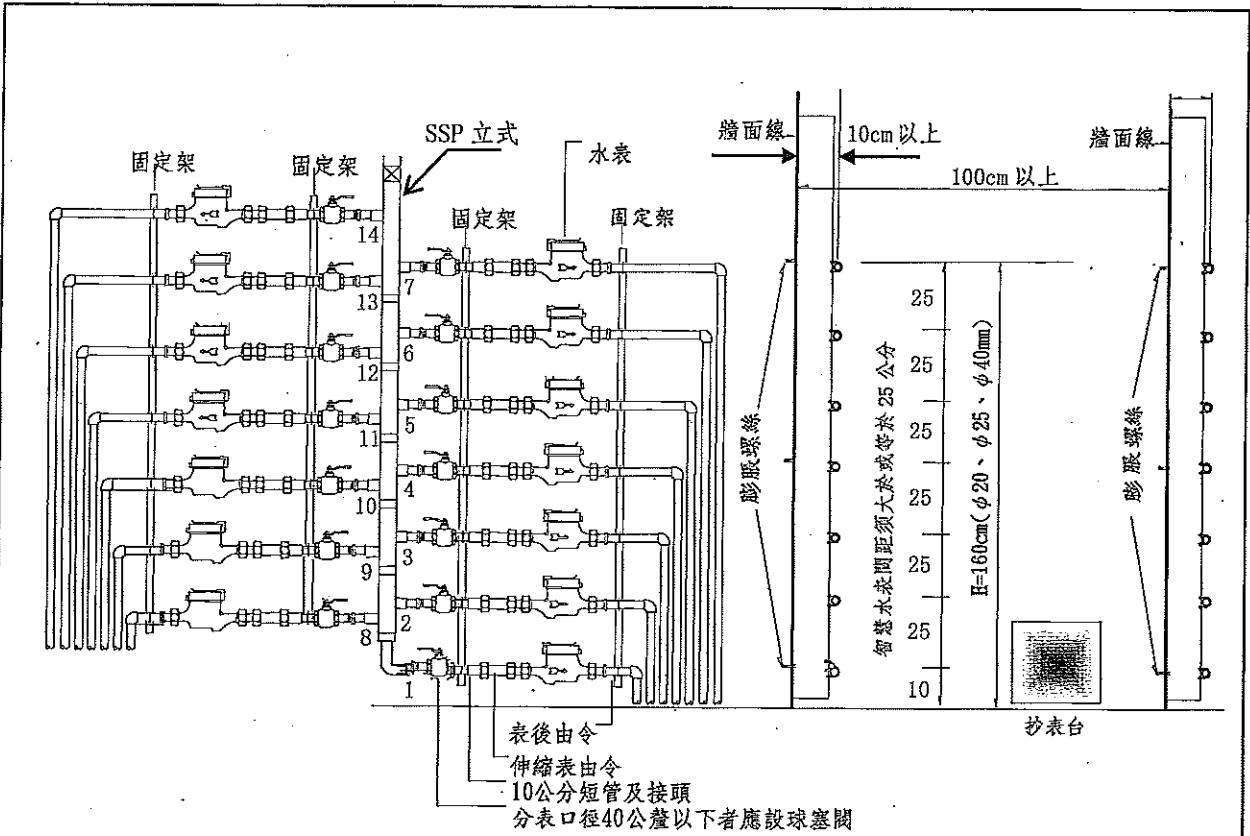 SSP 立式
水表
牆面線
10cm 以上
牆面線
固定架
固定架
100cm 以上
固定架
固定架
14
7
13
6
12
5
11
4
10
3
9
2
8
1
25
25
25
25
25
25
10
智慧水表間距須大於或等於 25 公分
H=160cm(φ20、φ25、φ40mm)
膨脹螺絲
膨脹螺絲
抄表台
表後由令
伸縮表由令
10公分短管及接頭
分表口徑40公釐以下者應設球塞閥